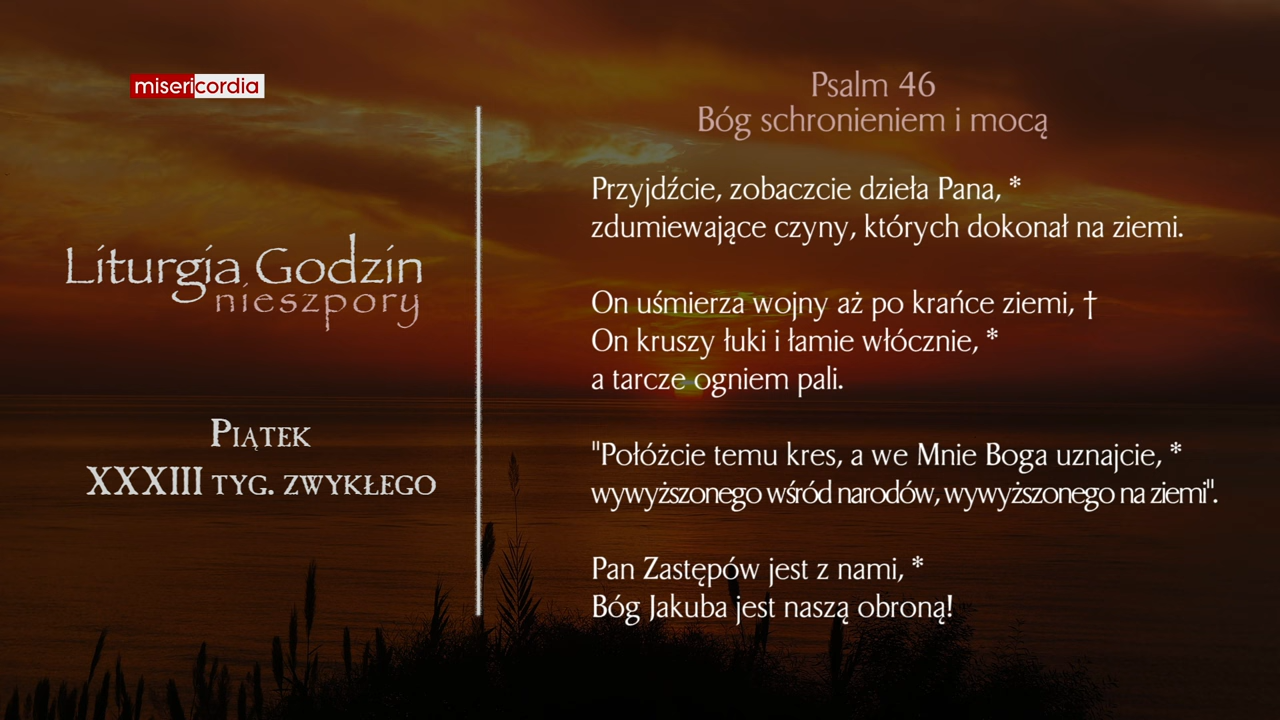 misericordia
Liturgia Godzin
nieszpory
Piątek
XXXIII tyg. zwykłego
Psalm 46
Bóg schronieniem i mocą
Przyjdźcie, zobaczcie dzieła Pana, *
zdumiewające czyny, których dokonał na ziemi.
On uśmierza wojny aż po krańce ziemi, †
On kruszy łuki i łamie włócznie, *
a tarcze ogniem pali.
"Połóżcie temu kres, a we Mnie Boga uznajcie, *
wywyższonego wśród narodów, wywyższonego na ziemi".
Pan Zastępów jest z nami, *
Bóg Jakuba jest naszą obroną!